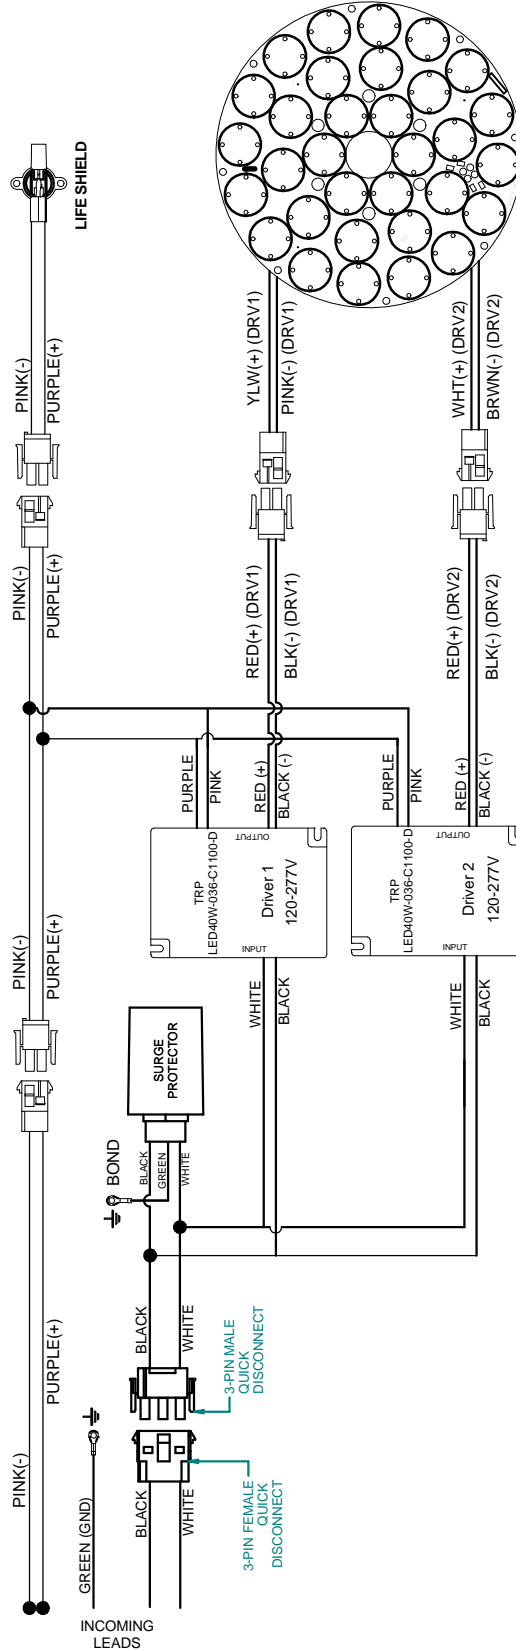 LIFE SHIELD
PINK(-)
PURPLE(+)
PINK(-)
PURPLE(+)
YLW(+) (DRV1)
PINK(-) (DRV1)
WHT(+) (DRV2)
BRWN(-) (DRV2)
RED(+) (DRV1)
BLK(-) (DRV1)
RED(+) (DRV2)
BLK(-) (DRV2)
PURPLE
PINK
RED (+)
BLACK (-)
PURPLE
PINK
RED (+)
BLACK (-)
TRP
LED40W-036-C1100-D
OUTPUT
Driver 1
120-277V
INPUT
TRP
LED40W-036-C1100-D
OUTPUT
Driver 2
120-277V
INPUT
PINK(-)
PURPLE(+)
WHITE
BLACK
WHITE
BLACK
SURGE
PROTECTOR
BOND
BLACK
GREEN
WHITE
BLACK
WHITE
3-PIN MALE
QUICK
DISCONNECT
PINK(-)
PURPLE(+)
GREEN (GND)
BLACK
WHITE
3-PIN FEMALE
QUICK
DISCONNECT
INCOMING
LEADS